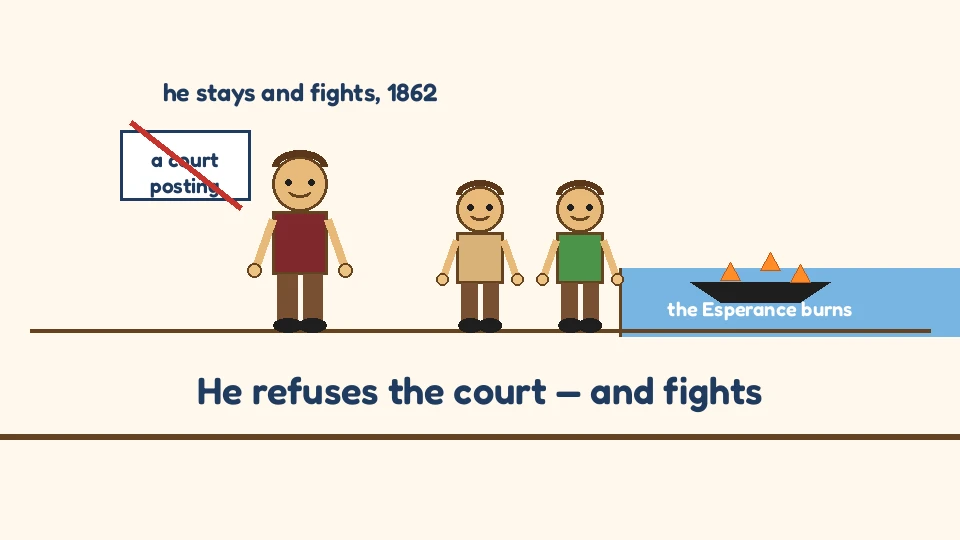 he stays and fights, 1862
a court
posting
the Esperance burns
He refuses the court — and fights